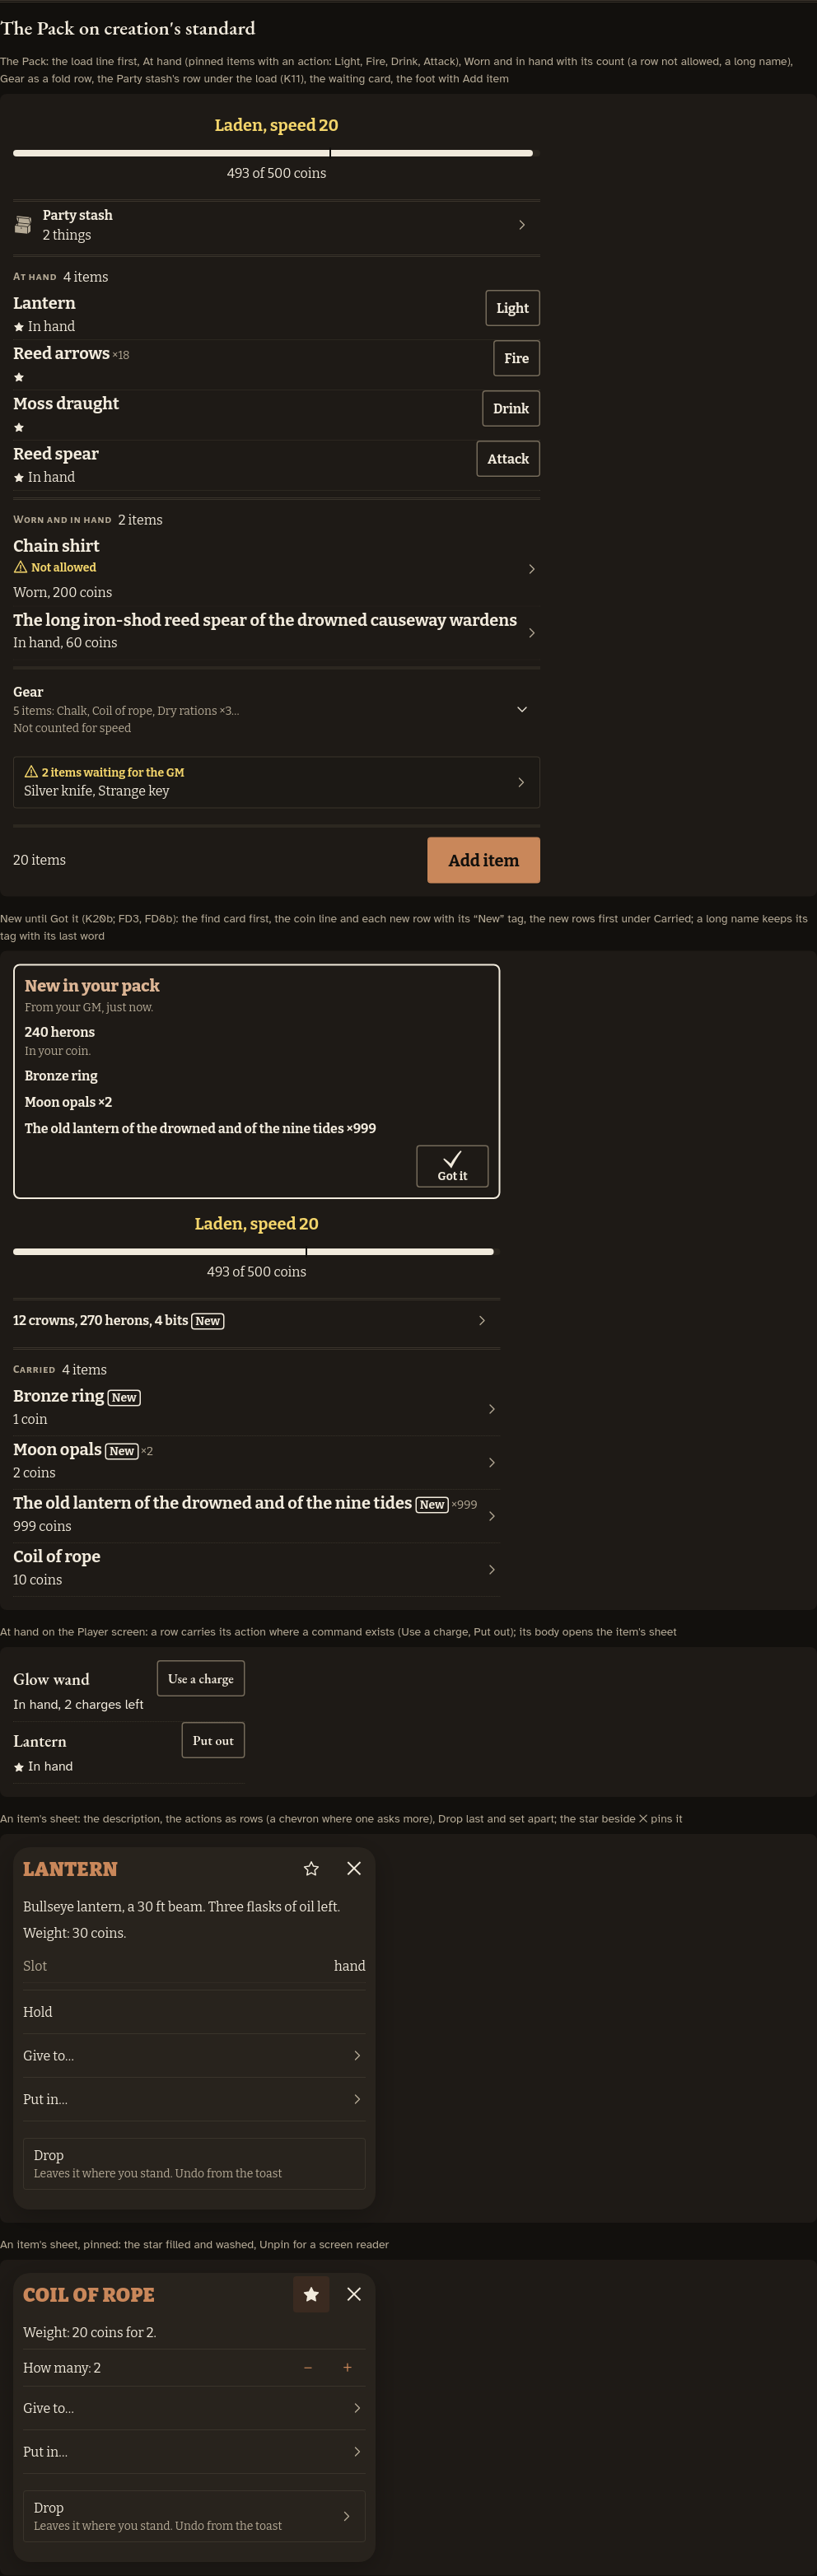 The Pack on creation's standard
The Pack: the load line first, At hand (pinned items with an action: Light, Fire, Drink, Attack), Worn and in hand with its count (a row not allowed, a long name),
Gear as a fold row, the Party stash's row under the load (K11), the waiting card, the foot with Add item
Laden, speed 20
493 of 500 coins
Party stash
2 things
At hand 4 items
Lantern
Light
★ In hand
Reed arrows ×18
Fire
★
Moss draught
Drink
★
Reed spear
Attack
★ In hand
Worn and in hand 2 items
Chain shirt
Not allowed
Worn, 200 coins
The long iron-shod reed spear of the drowned causeway wardens
In hand, 60 coins
Gear
5 items: Chalk, Coil of rope, Dry rations ×3…
Not counted for speed
2 items waiting for the GM
Silver knife, Strange key
20 items
Add item
New until Got it (K20b; FD3, FD8b): the find card first, the coin line and each new row with its “New” tag, the new rows first under Carried; a long name keeps its
tag with its last word
New in your pack
From your GM, just now.
240 herons
In your coin.
Bronze ring
Moon opals ×2
The old lantern of the drowned and of the nine tides ×999
Got it
Laden, speed 20
493 of 500 coins
12 crowns, 270 herons, 4 bits New
Carried 4 items
Bronze ring New
1 coin
Moon opals New ×2
2 coins
The old lantern of the drowned and of the nine tides New ×999
999 coins
Coil of rope
10 coins
At hand on the Player screen: a row carries its action where a command exists (Use a charge, Put out); its body opens the item's sheet
Glow wand
Use a charge
In hand, 2 charges left
Lantern
Put out
★ In hand
An item's sheet: the description, the actions as rows (a chevron where one asks more), Drop last and set apart; the star beside ✕ pins it
LANTERN
Bullseye lantern, a 30 ft beam. Three flasks of oil left.
Weight: 30 coins.
Slot hand
Hold
Give to…
Put in…
Drop
Leaves it where you stand. Undo from the toast
An item's sheet, pinned: the star filled and washed, Unpin for a screen reader
COIL OF ROPE
Weight: 20 coins for 2.
How many: 2 − +
Give to…
Put in…
Drop
Leaves it where you stand. Undo from the toast